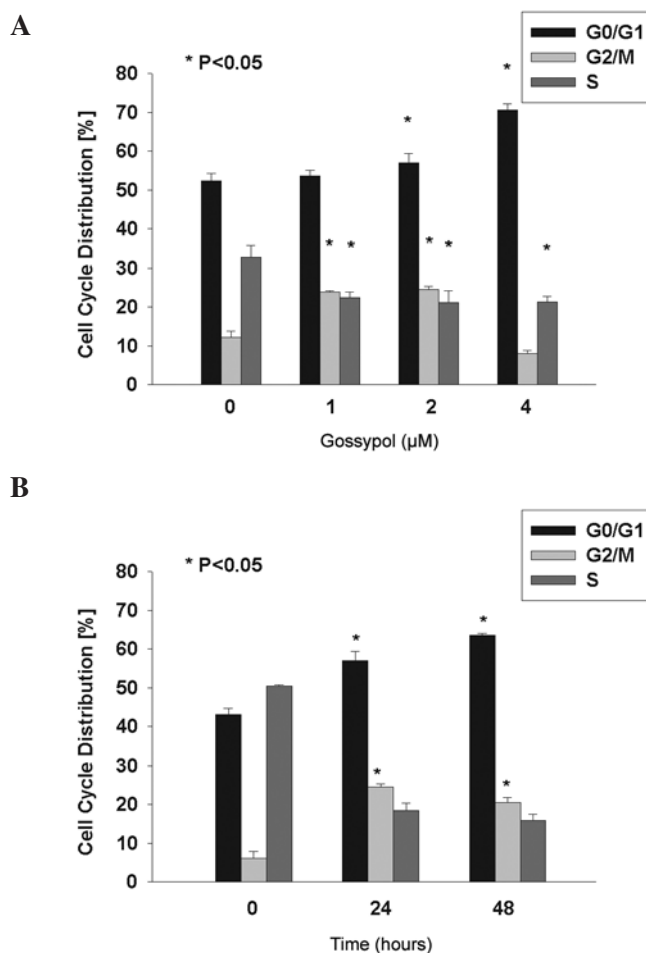 A
G0/G1
G2/M
S
* P<0.05
Cell Cycle Distribution [%]
80
70
60
50
40
30
20
10
0
*
*
* *
* *
*
0 1 2 4
Gossypol (µM)
B
G0/G1
G2/M
S
* P<0.05
Cell Cycle Distribution [%]
80
70
60
50
40
30
20
10
0
*
*
*
*
0 24 48
Time (hours)